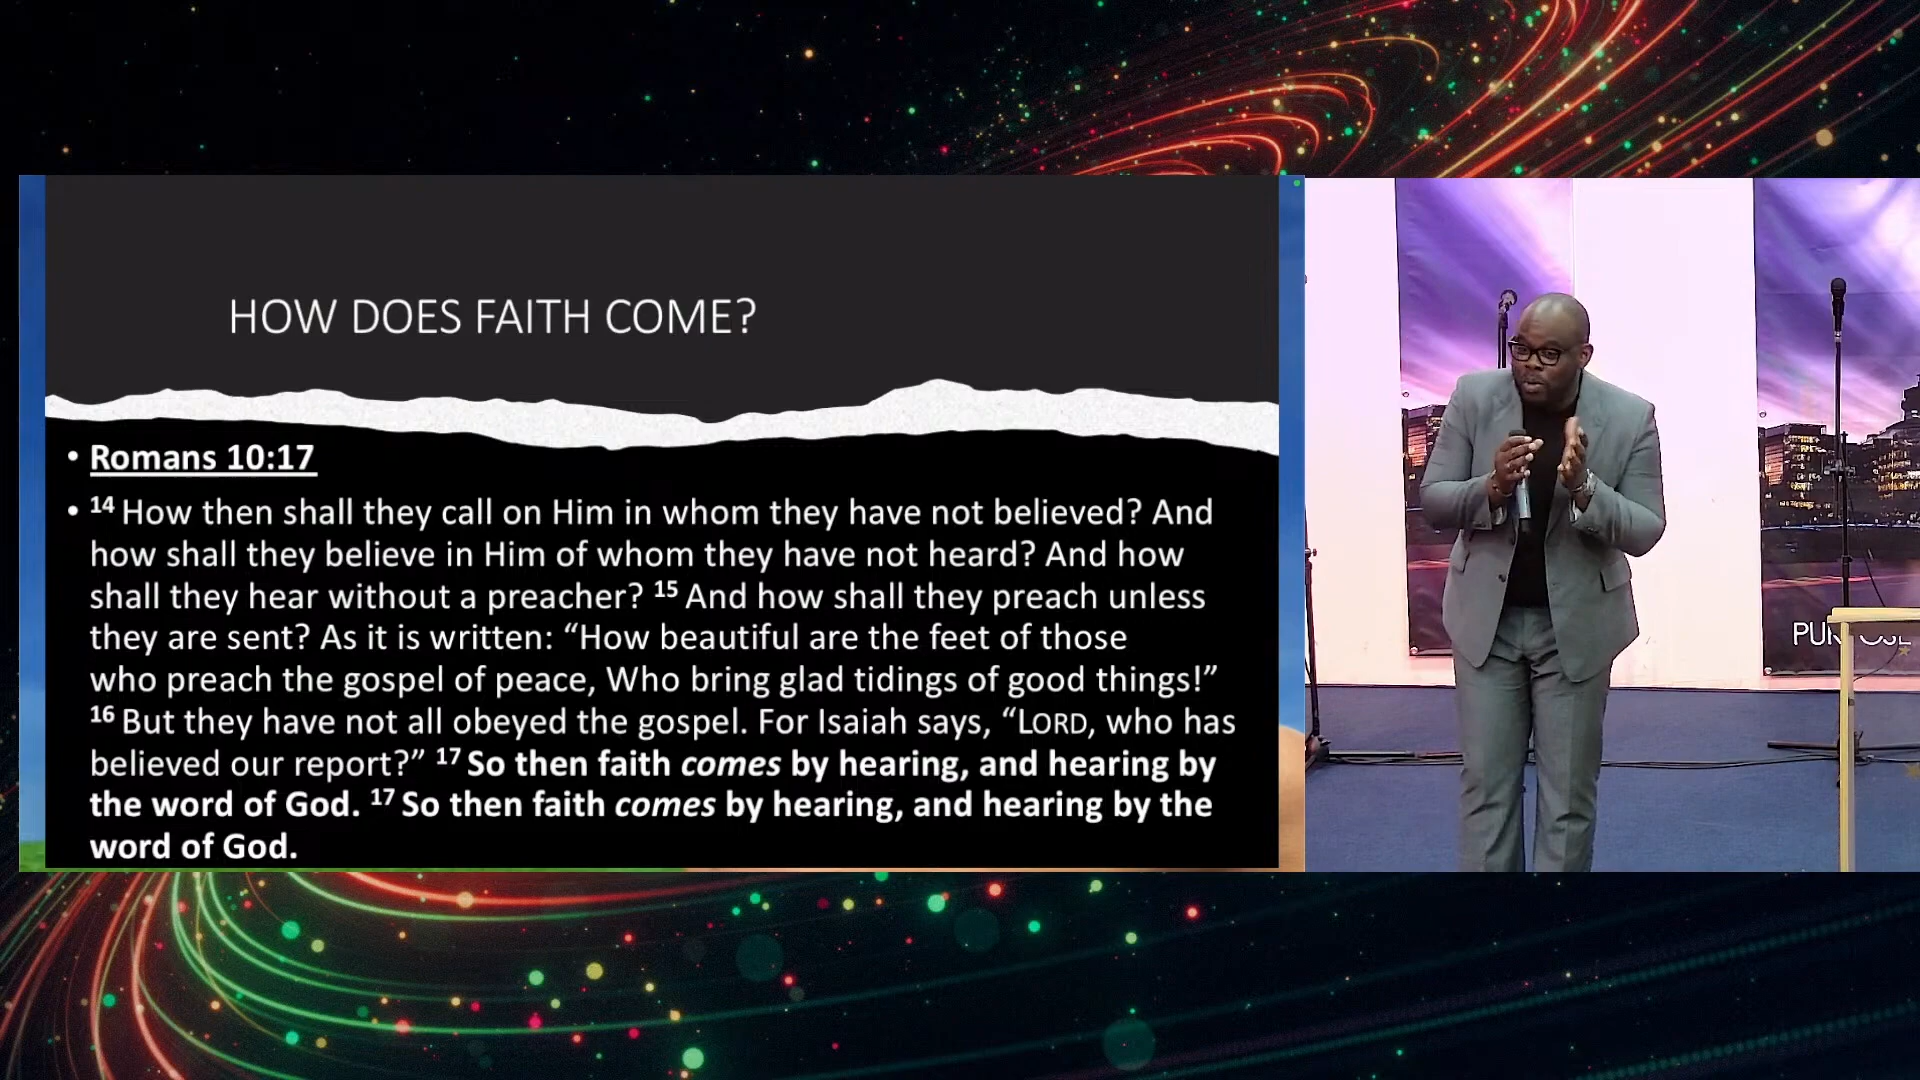 HOW DOES FAITH COME?
• Romans 10:17
• 14 How then shall they call on Him in whom they have not believed? And
how shall they believe in Him of whom they have not heard? And how
shall they hear without a preacher? 15 And how shall they preach unless
they are sent? As it is written: “How beautiful are the feet of those
who preach the gospel of peace, Who bring glad tidings of good things!”
16 But they have not all obeyed the gospel. For Isaiah says, “LORD, who has
believed our report?” 17 So then faith comes by hearing, and hearing by
the word of God. 17 So then faith comes by hearing, and hearing by the
word of God.